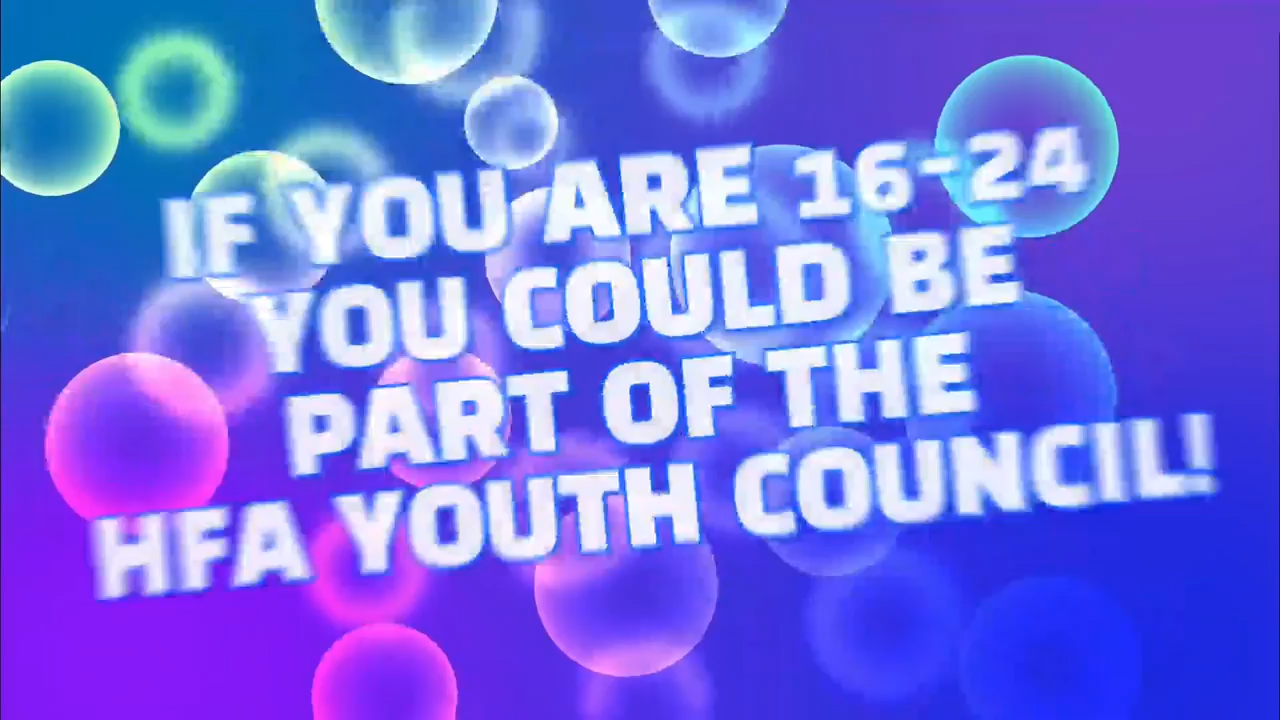 IF YOU ARE 16-24
YOU COULD BE
PART OF THE
HFA YOUTH COUNCIL!